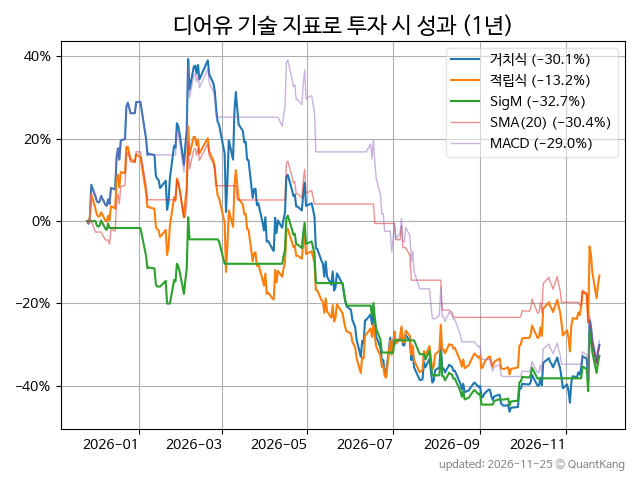 디어유 기술 지표로 투자 시 성과 (1년)
40%
20%
0%
−20%
−40%
거치식 (−30.1%)
적립식 (−13.2%)
SigM (−32.7%)
SMA(20) (−30.4%)
MACD (−29.0%)
2026−01 2026−03 2026−05 2026−07 2026−09 2026−11
updated: 2026−11−25 © QuantKang